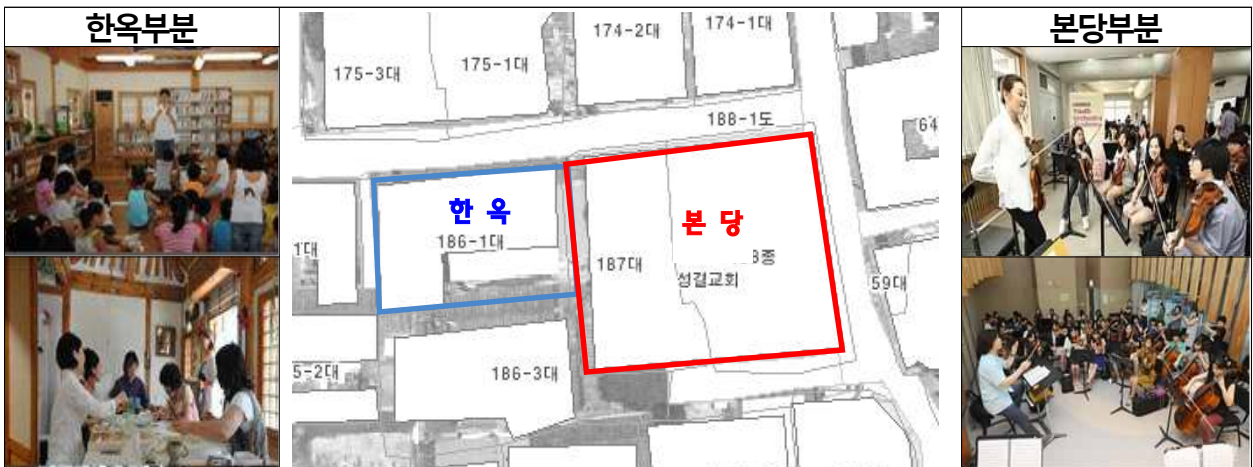 한옥부분
본당부분
174-2대
174-1대
175-3대
175-1대
188-1도
64
한 옥
본 당
186-1대
1대
187대
8종
성결교회
59대
5-2대
186-3대